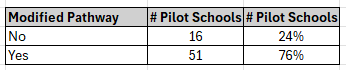 Modified Pathway # Pilot Schools # Pilot Schools
No 16 24%
Yes 51 76%